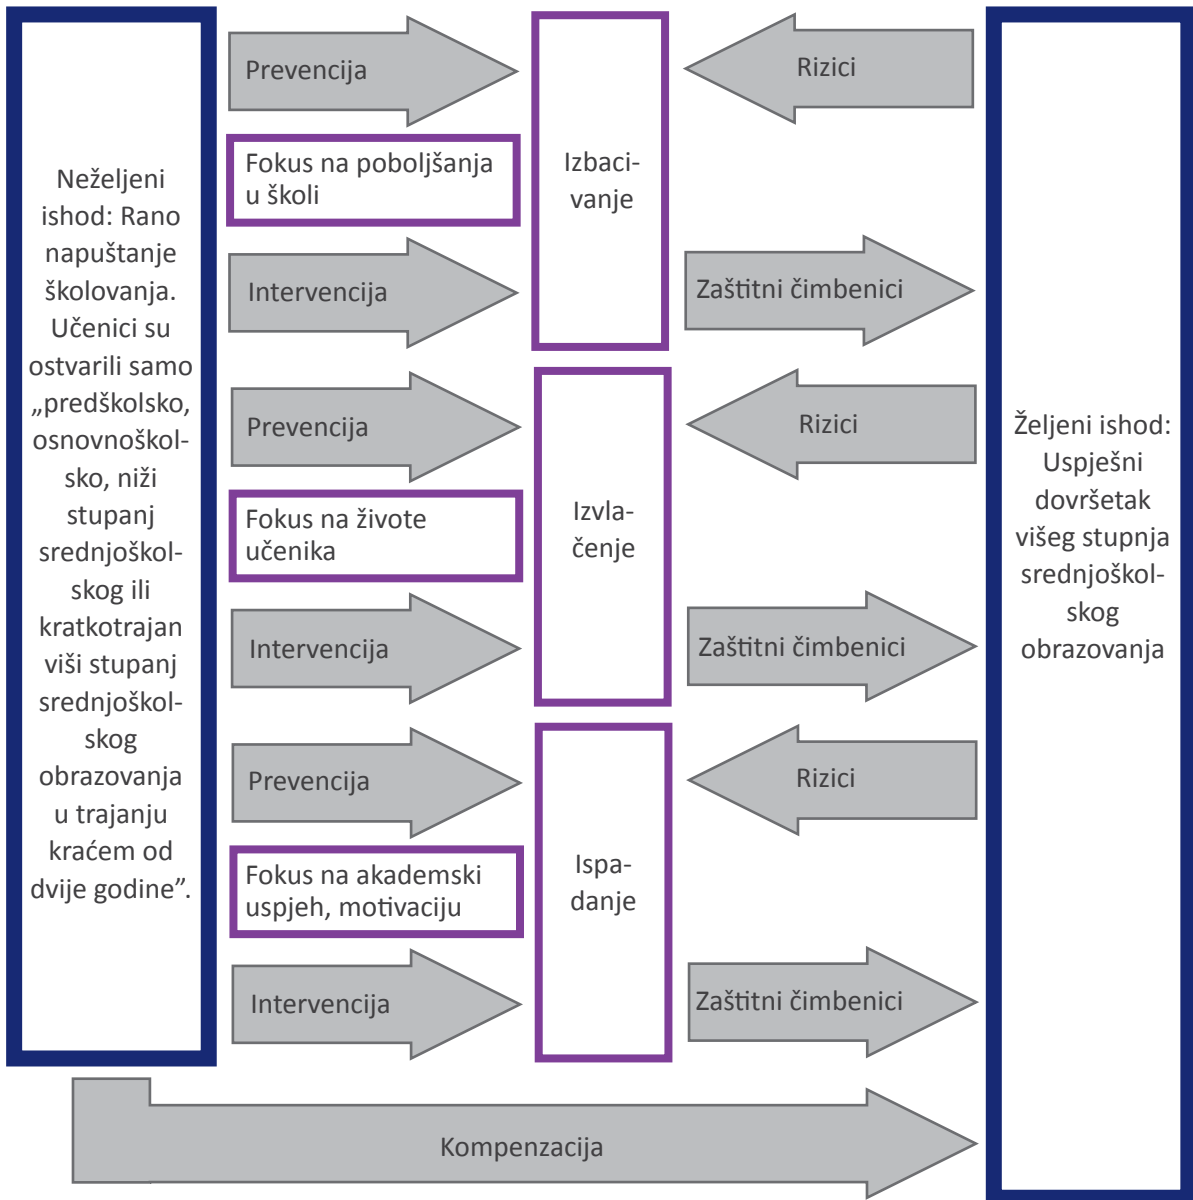 Neželjeni
ishod: Rano
napuštanje
školovanja.
Učenici su
ostvarili samo
„predškolsko,
osnovnoškol-
sko, niži
stupanj
srednjoškol-
skog ili
kratkotrajan
viši stupanj
srednjoškol-
skog
obrazovanja
u trajanju
kraćem od
dvije godine”.
Prevencija
Fokus na poboljšanja
u školi
Intervencija
Izbaci-
vanje
Rizici
Zaštitni čimbenici
Prevencija
Fokus na živote
učenika
Intervencija
Izvla-
čenje
Rizici
Zaštitni čimbenici
Prevencija
Fokus na akademski
uspjeh, motivaciju
Intervencija
Ispa-
danje
Rizici
Zaštitni čimbenici
Kompenzacija
Željeni ishod:
Uspješni
dovršetak
višeg stupnja
srednjoškol-
skog
obrazovanja